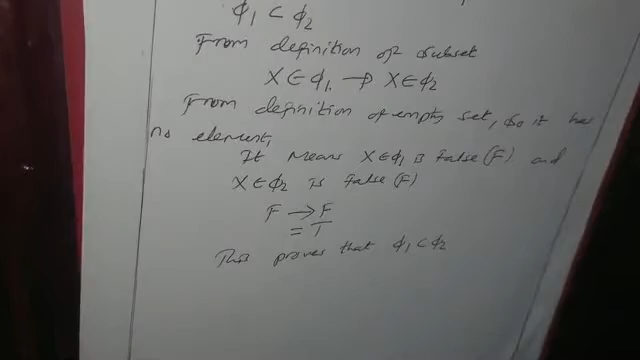 ϕ₁ ⊂ ϕ₂
From definition of subset
X ∈ ϕ₁ → X ∈ ϕ₂
From definition of empty set, So it has
no element,
It Means X ∈ ϕ₁ is False (F) and
X ∈ ϕ₂ is False (F)
F → F
= T
This proves that ϕ₁ ⊂ ϕ₂